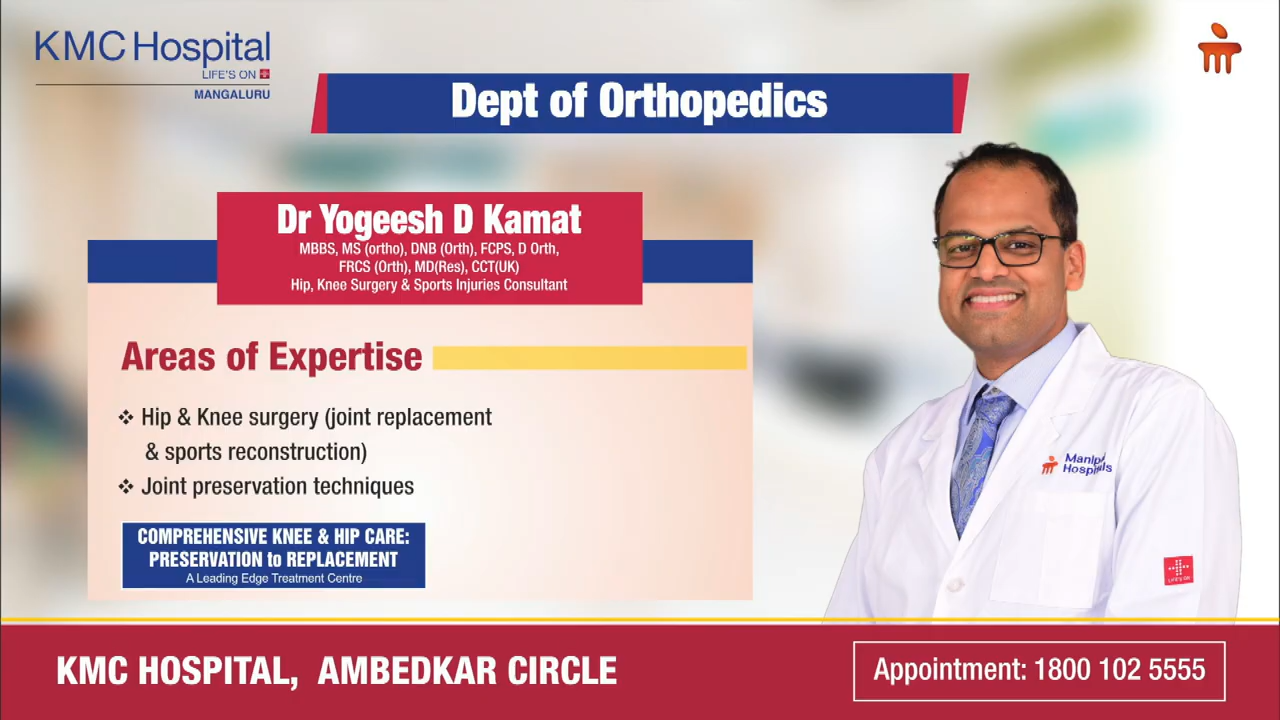 KMC Hospital
LIFE'S ON
MANGALURU
Dept of Orthopedics
Dr Yogeesh D Kamat
MBBS, MS (ortho), DNB (Orth), FCPS, D Orth,
FRCS (Orth), MD(Res), CCT(UK)
Hip, Knee Surgery & Sports Injuries Consultant
Areas of Expertise
❖ Hip & Knee surgery (joint replacement
& sports reconstruction)
❖ Joint preservation techniques
COMPREHENSIVE KNEE & HIP CARE:
PRESERVATION to REPLACEMENT
A Leading Edge Treatment Centre
Manipal
Hospitals
LIFE'S ON
KMC HOSPITAL, AMBEDKAR CIRCLE
Appointment: 1800 102 5555